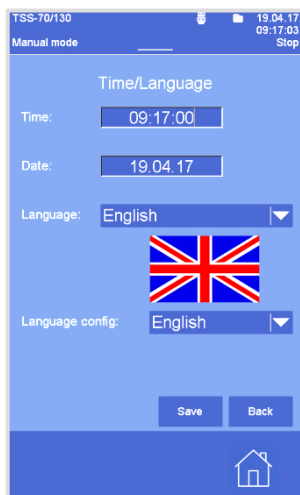 TSS-70/130 19.04.17
09:17:03
Manual mode Stop
Time/Language
Time: 09:17:00
Date: 19.04.17
Language: English
Language config: English
Save Back